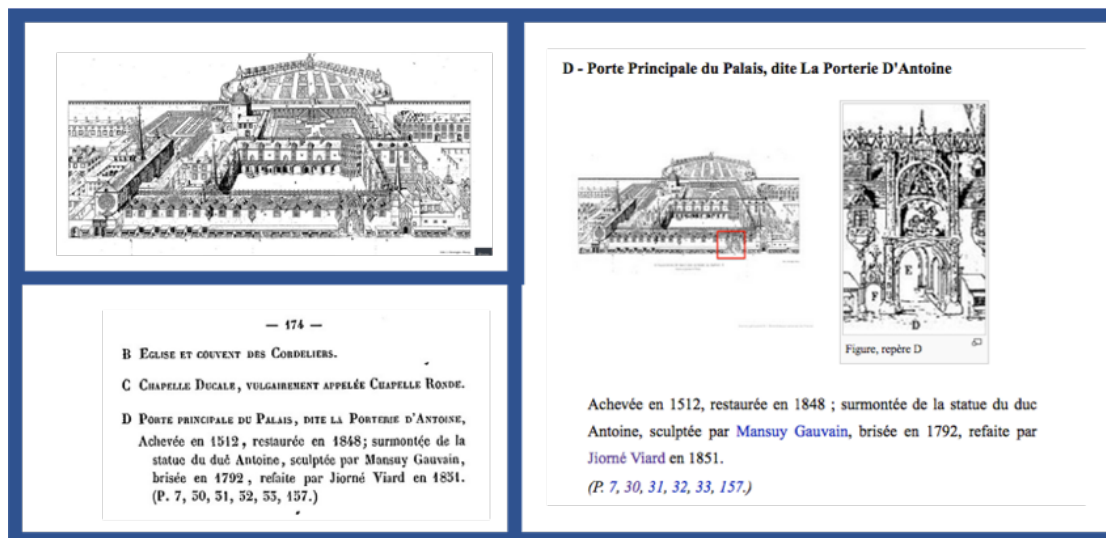 — 174 —
B EGLISE ET COUVENT DES CORDELIERS.
C CHAPELLE DUCALE, VULGAIREMENT APPELÉE CHAPELLE RONDE.
D PORTE PRINCIPALE DU PALAIS, DITE LA PORTERIE D'ANTOINE,
Achevée en 1512, restaurée en 1848; surmontée de la
statue du duc Antoine, sculptée par Mansuy Gauvain,
brisée en 1792, refaite par Jiorné Viard en 1851.
(P. 7, 30, 31, 32, 33, 157.)
D - Porte Principale du Palais, dite La Porterie D'Antoine
E
F
D
Figure, repère D
Achevée en 1512, restaurée en 1848 ; surmontée de la statue du duc
Antoine, sculptée par Mansuy Gauvain, brisée en 1792, refaite par
Jiorné Viard en 1851.
(P. 7, 30, 31, 32, 33, 157.)